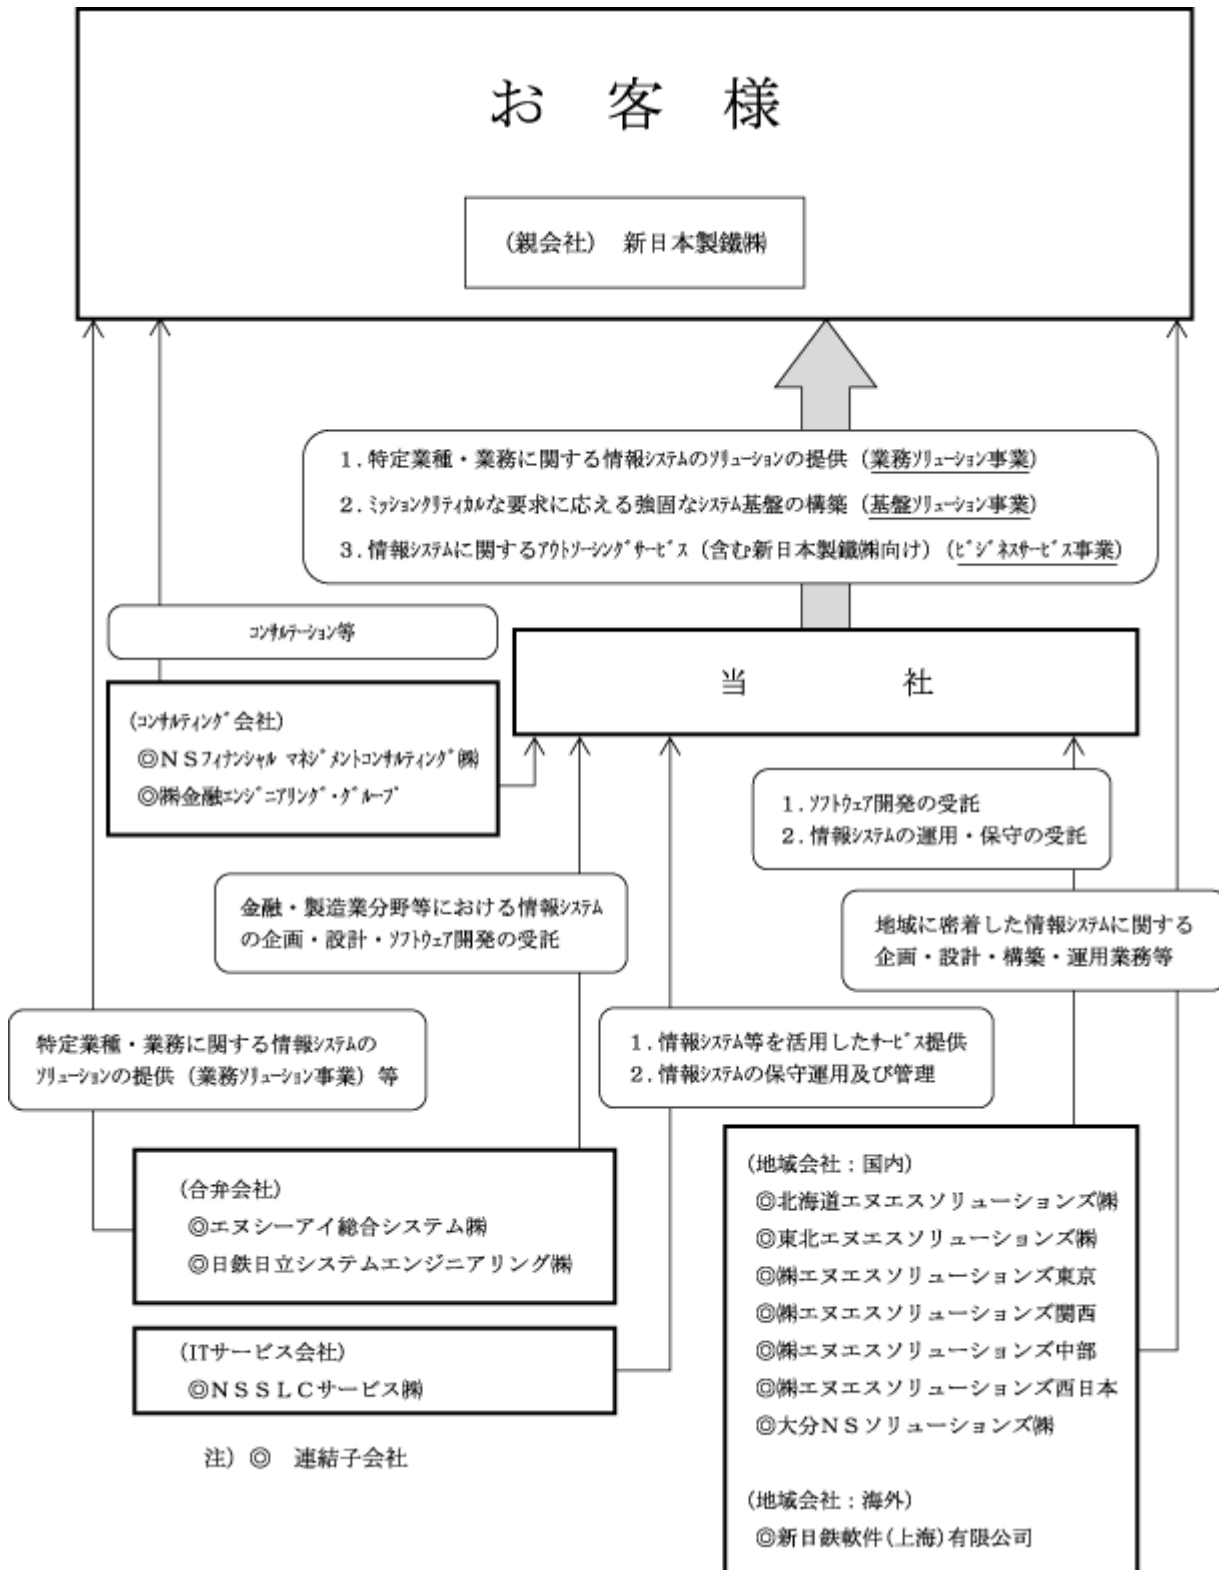 お 客 様
(親会社) 新日本製鐵㈱
1.特定業種・業務に関する情報ｼｽﾃﾑのｿﾘｭｰｼｮﾝの提供 (業務ｿﾘｭｰｼｮﾝ事業)
2.ﾐｯｼｮﾝｸﾘﾃｨｶﾙな要求に応える強固なｼｽﾃﾑ基盤の構築 (基盤ｿﾘｭｰｼｮﾝ事業)
3.情報ｼｽﾃﾑに関するｱｳﾄｿｰｼﾝｸﾞｻｰﾋﾞｽ (含む新日本製鐵㈱向け) (ﾋﾞｼﾞﾈｽｻｰﾋﾞｽ事業)
ｺﾝｻﾙﾃｰｼｮﾝ等
当 社
(ｺﾝｻﾙﾃｨﾝｸﾞ会社)
◎ＮＳﾌｨﾅﾝｼｬﾙ ﾏﾈｼﾞﾒﾝﾄｺﾝｻﾙﾃｨﾝｸﾞ㈱
◎㈱金融ｴﾝｼﾞﾆｱﾘﾝｸﾞ･ｸﾞﾙｰﾌﾟ
1.ｿﾌﾄｳｪｱ開発の受託
2.情報ｼｽﾃﾑの運用・保守の受託
金融・製造業分野等における情報ｼｽﾃﾑ
の企画・設計・ｿﾌﾄｳｪｱ開発の受託
地域に密着した情報ｼｽﾃﾑに関する
企画・設計・構築・運用業務等
特定業種・業務に関する情報ｼｽﾃﾑの
ｿﾘｭｰｼｮﾝの提供 (業務ｿﾘｭｰｼｮﾝ事業) 等
1.情報ｼｽﾃﾑ等を活用したｻｰﾋﾞｽ提供
2.情報ｼｽﾃﾑの保守運用及び管理
(合弁会社)
◎エヌシーアイ総合システム㈱
◎日鉄日立システムエンジニアリング㈱
(ITサービス会社)
◎ＮＳＳＬＣサービス㈱
注) ◎ 連結子会社
(地域会社：国内)
◎北海道エヌエスソリューションズ㈱
◎東北エヌエスソリューションズ㈱
◎㈱エヌエスソリューションズ東京
◎㈱エヌエスソリューションズ関西
◎㈱エヌエスソリューションズ中部
◎㈱エヌエスソリューションズ西日本
◎大分ＮＳソリューションズ㈱
(地域会社：海外)
◎新日鉄軟件(上海)有限公司